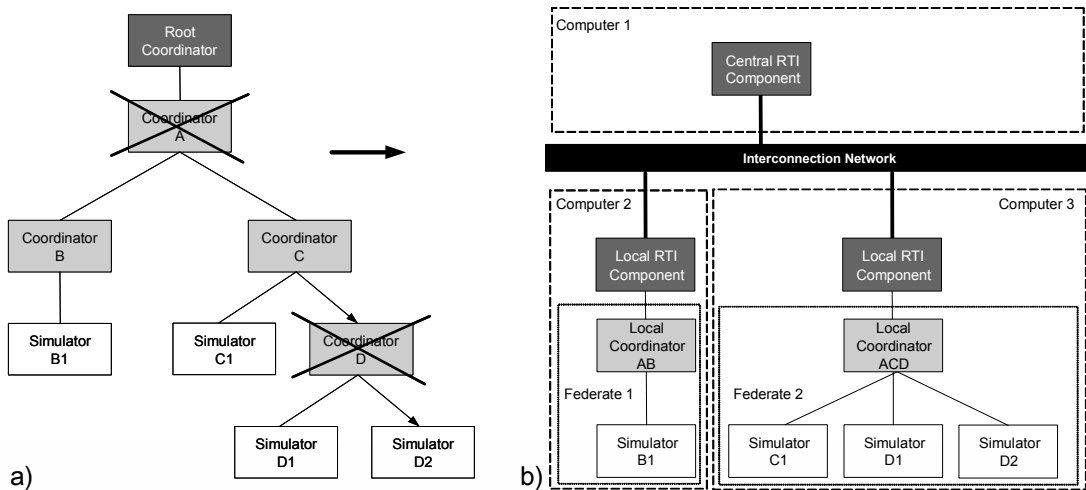 Root
Coordinator
Coordinator
A
Coordinator
B
Coordinator
C
Simulator
B1
Simulator
C1
Coordinator
D
Simulator
D1
Simulator
D2
a)
Computer 1
Central RTI
Component
Interconnection Network
Computer 2
Computer 3
Local RTI
Component
Local RTI
Component
Local
Coordinator
AB
Local
Coordinator
ACD
Federate 1
Federate 2
Simulator
B1
Simulator
C1
Simulator
D1
Simulator
D2
b)